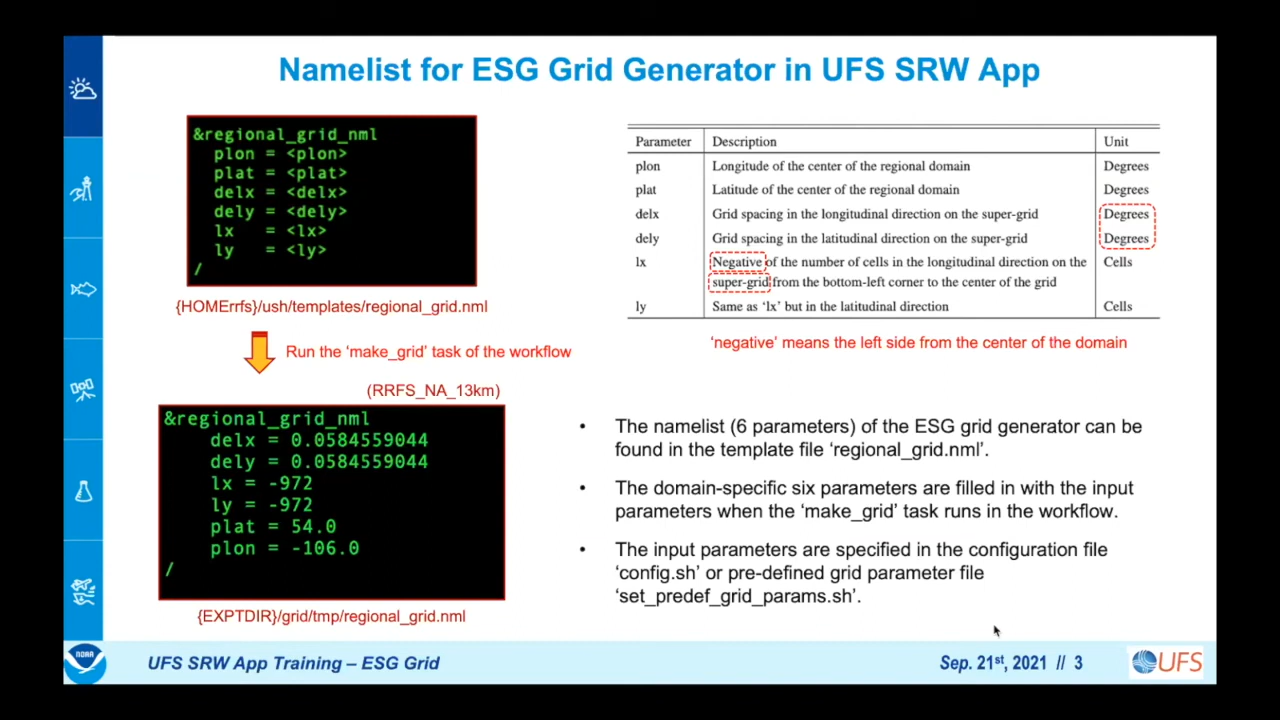 Namelist for ESG Grid Generator in UFS SRW App
&regional_grid_nml
plon = <plon>
plat = <plat>
delx = <delx>
dely = <dely>
lx = <lx>
ly = <ly>
/
{HOMErrfs}/ush/templates/regional_grid.nml
Run the ‘make_grid’ task of the workflow
(RRFS_NA_13km)
&regional_grid_nml
delx = 0.0584559044
dely = 0.0584559044
lx = -972
ly = -972
plat = 54.0
plon = -106.0
/
{EXPTDIR}/grid/tmp/regional_grid.nml
Parameter Description Unit
plon Longitude of the center of the regional domain Degrees
plat Latitude of the center of the regional domain Degrees
delx Grid spacing in the longitudinal direction on the super-grid Degrees
dely Grid spacing in the latitudinal direction on the super-grid Degrees
lx Negative of the number of cells in the longitudinal direction on the Cells
super-grid from the bottom-left corner to the center of the grid
ly Same as ‘lx’ but in the latitudinal direction Cells
‘negative’ means the left side from the center of the domain
• The namelist (6 parameters) of the ESG grid generator can be
found in the template file ‘regional_grid.nml’.
• The domain-specific six parameters are filled in with the input
parameters when the ‘make_grid’ task runs in the workflow.
• The input parameters are specified in the configuration file
‘config.sh’ or pre-defined grid parameter file
‘set_predef_grid_params.sh’.
NOAA
UFS SRW App Training – ESG Grid
Sep. 21st, 2021 // 3
UFS